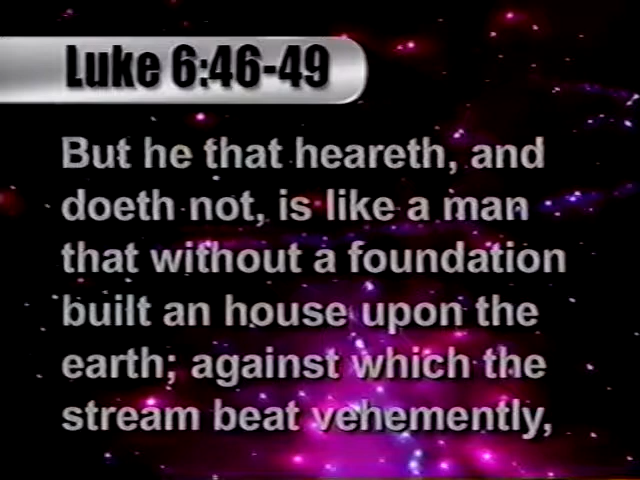 Luke 6:46-49
But he that heareth, and
doeth not, is like a man
that without a foundation
built an house upon the
earth; against which the
stream beat vehemently,